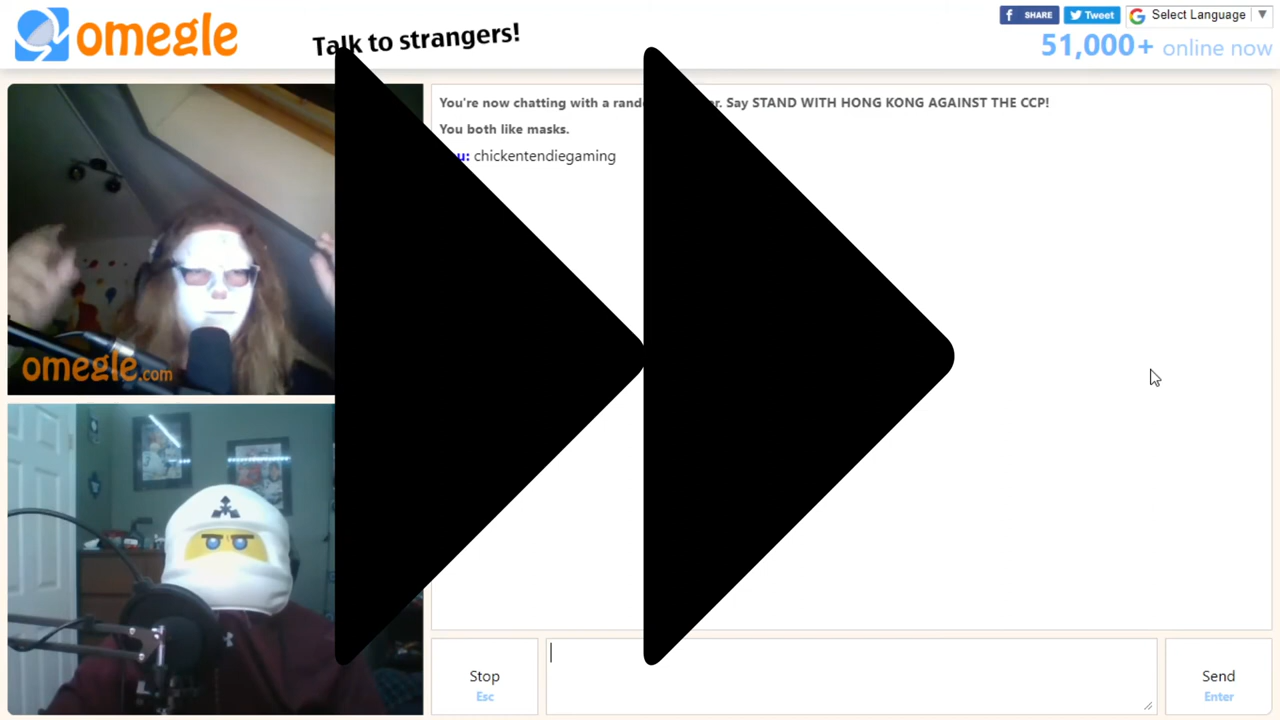 omegle
Talk to strangers!
SHARE
Tweet
Select Language
51,000+ online now
You're now chatting with a rand r. Say STAND WITH HONG KONG AGAINST THE CCP!
You both like masks.
u: chickentendiegaming
omegle.com
Stop
Esc
Send
Enter